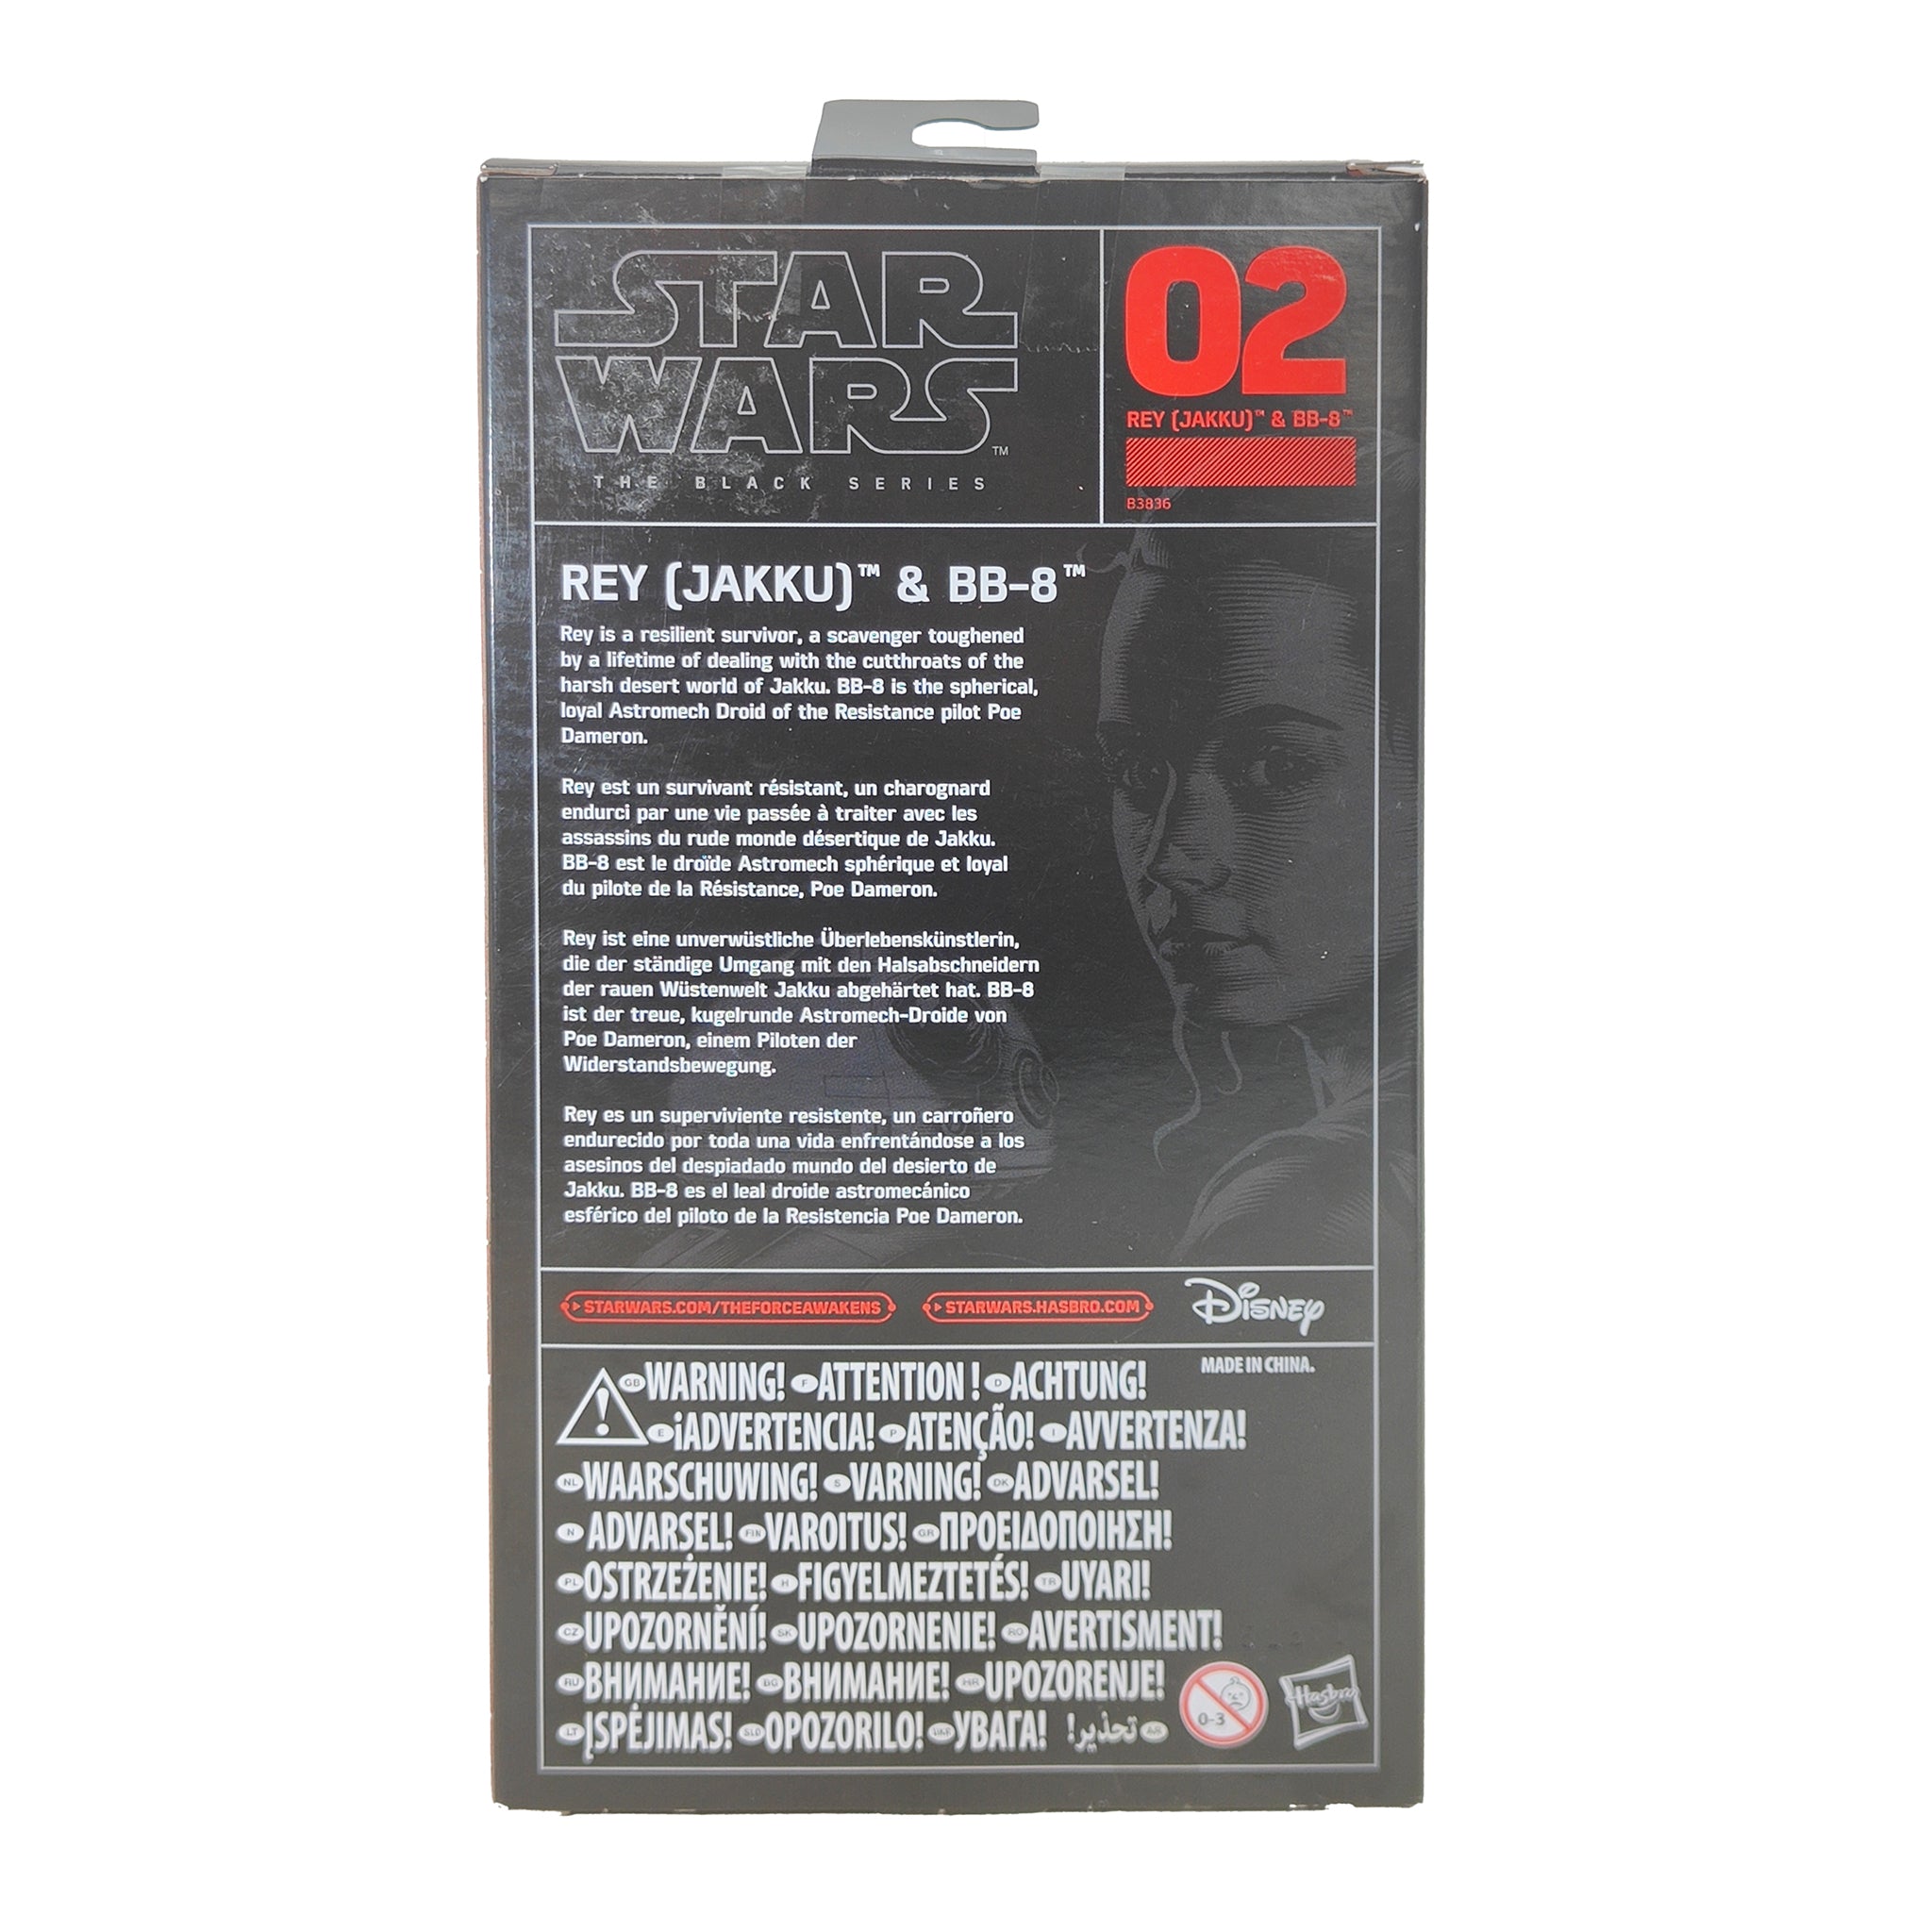 STAR
WARS™
THE BLACK SERIES
02
REY (JAKKU)™ & BB-8™
B3836
REY (JAKKU)™ & BB-8™
Rey is a resilient survivor, a scavenger toughened
by a lifetime of dealing with the cutthroats of the
harsh desert world of Jakku. BB-8 is the spherical,
loyal Astromech Droid of the Resistance pilot Poe
Dameron.
Rey est un survivant résistant, un charognard
endurci par une vie passée à traiter avec les
assassins du rude monde désertique de Jakku.
BB-8 est le droïde Astromech sphérique et loyal
du pilote de la Résistance, Poe Dameron.
Rey ist eine unverwüstliche Überlebenskünstlerin,
die der ständige Umgang mit den Halsabschneidern
der rauen Wüstenwelt Jakku abgehärtet hat. BB-8
ist der treue, kugelrunde Astromech-Droide von
Poe Dameron, einem Piloten der
Widerstandsbewegung.
Rey es un superviviente resistente, un carroñero
endurecido por toda una vida enfrentándose a los
asesinos del despiadado mundo del desierto de
Jakku. BB-8 es el leal droide astromecánico
esférico del piloto de la Resistencia Poe Dameron.
STARWARS.COM/THEFORCEAWAKENS STARWARS.HASBRO.COM Disney
MADE IN CHINA.
GB WARNING! F ATTENTION ! D ACHTUNG!
E ¡ADVERTENCIA! P ATENÇÃO! I AVVERTENZA!
NL WAARSCHUWING! S VARNING! DK ADVARSEL!
N ADVARSEL! FIN VAROITUS! GR ΠΡΟΕΙΔΟΠΟΙΗΣΗ!
PL OSTRZEŻENIE! H FIGYELMEZTETÉS! TR UYARI!
CZ UPOZORNĚNÍ! SK UPOZORNENIE! RO AVERTISMENT!
RU ВНИМАНИЕ! BG ВНИМАНИЕ! HR UPOZORENJE!
LT ĮSPĖJIMAS! SLO OPOZORILO! UKR УВАГА! AR تحذير!
0-3
Hasbro